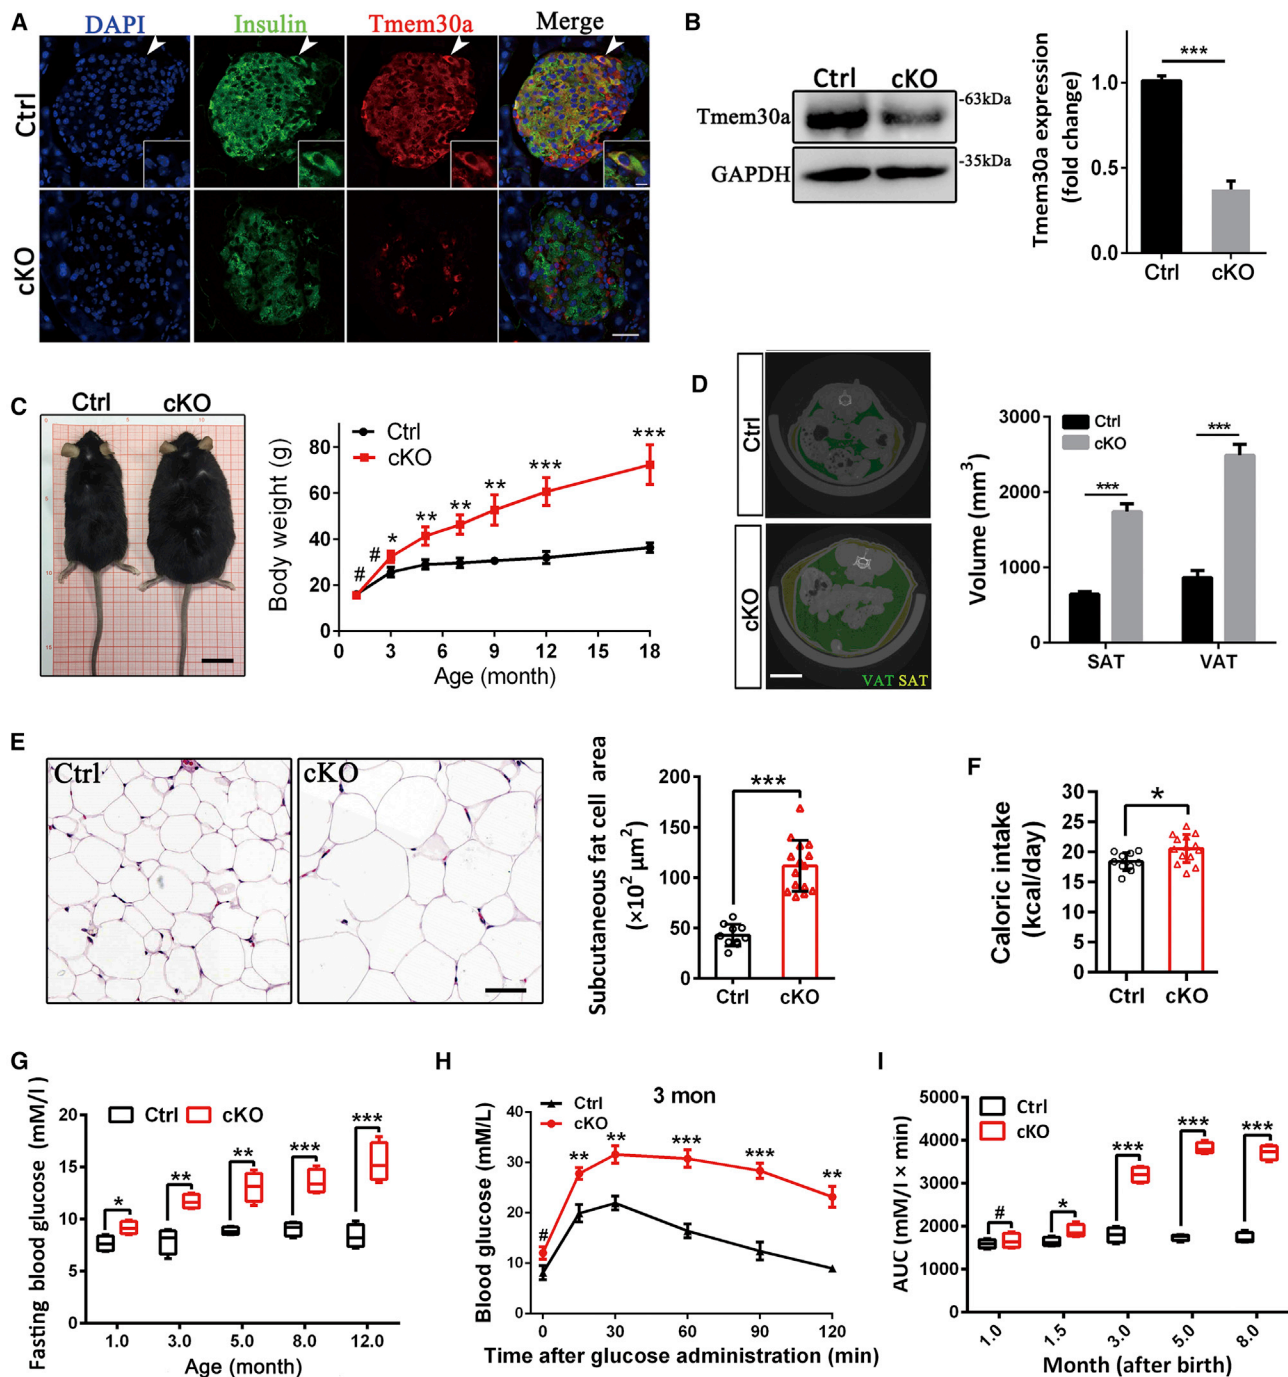 A
DAPI
Insulin
Tmem30a
Merge
Ctrl
cKO
B
Ctrl cKO
Tmem30a
GAPDH
-63kDa
-35kDa
Tmem30a expression
(fold change)
1.0
0.5
0.0
***
Ctrl cKO
C
Ctrl cKO
Body weight (g)
80
60
40
20
0
Ctrl
cKO
# # * ** ** ** *** ***
0 3 6 9 12 15 18
Age (month)
D
Ctrl
cKO
VAT SAT
Volume (mm³)
3000
2000
1000
0
Ctrl
cKO
***
***
SAT VAT
E
Ctrl
cKO
Subcutaneous fat cell area
(×10² µm²)
200
150
100
50
0
***
Ctrl cKO
F
Caloric intake
(kcal/day)
30
25
20
15
10
5
0
*
Ctrl cKO
G
Fasting blood glucose (mM/l)
20
15
10
5
0
Ctrl cKO
* ** ** *** ***
1.0 3.0 5.0 8.0 12.0
Age (month)
H
3 mon
Blood glucose (mM/L)
40
30
20
10
0
Ctrl
cKO
# ** ** *** *** **
0 15 30 60 90 120
Time after glucose administration (min)
I
AUC (mM/l × min)
5000
4000
3000
2000
1000
0
Ctrl
cKO
# * *** *** ***
1.0 1.5 3.0 5.0 8.0
Month (after birth)